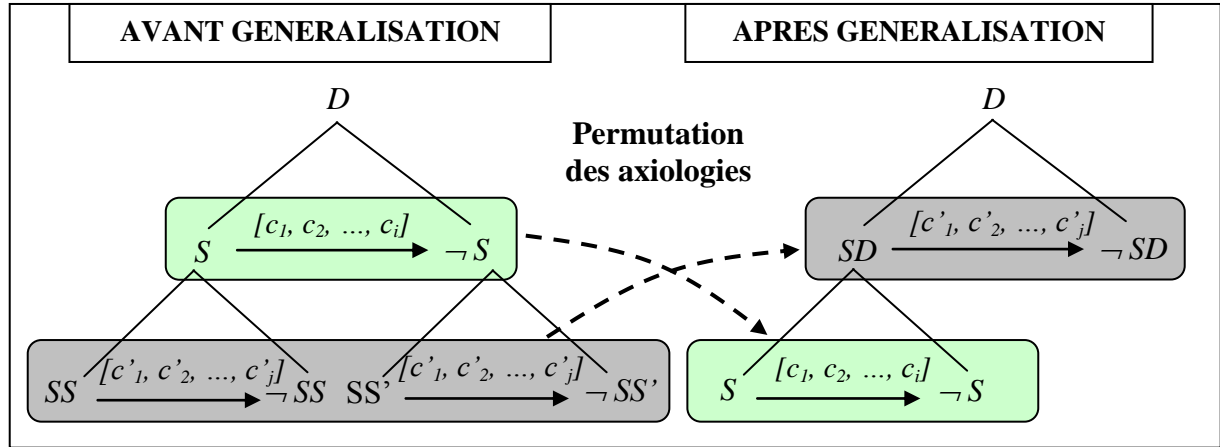 AVANT GENERALISATION
APRES GENERALISATION
D
D
Permutation
des axiologies
[c1, c2, ..., ci]
S
¬ S
[c'1, c'2, ..., c'j]
SD
¬ SD
[c'1, c'2, ..., c'j]
SS
¬ SS
[c'1, c'2, ..., c'j]
SS'
¬ SS'
[c1, c2, ..., ci]
S
¬ S